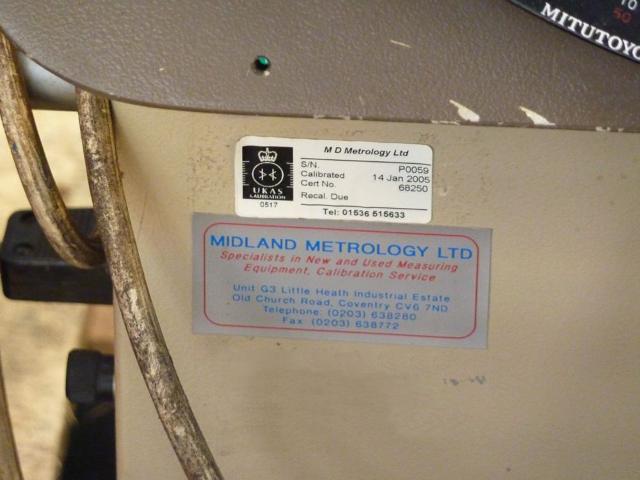 10
50
MITUTOYO
M D Metrology Ltd
S/N. P0059
Calibrated 14 Jan 2005
Cert No. 68250
Recal. Due
UKAS
CALIBRATION
0517
Tel: 01536 515633
MIDLAND METROLOGY LTD
Specialists in New and Used Measuring
Equipment, Calibration Service
Unit G3 Little Heath Industrial Estate
Old Church Road, Coventry CV6 7ND
Telephone: (0203) 638280
Fax: (0203) 638772